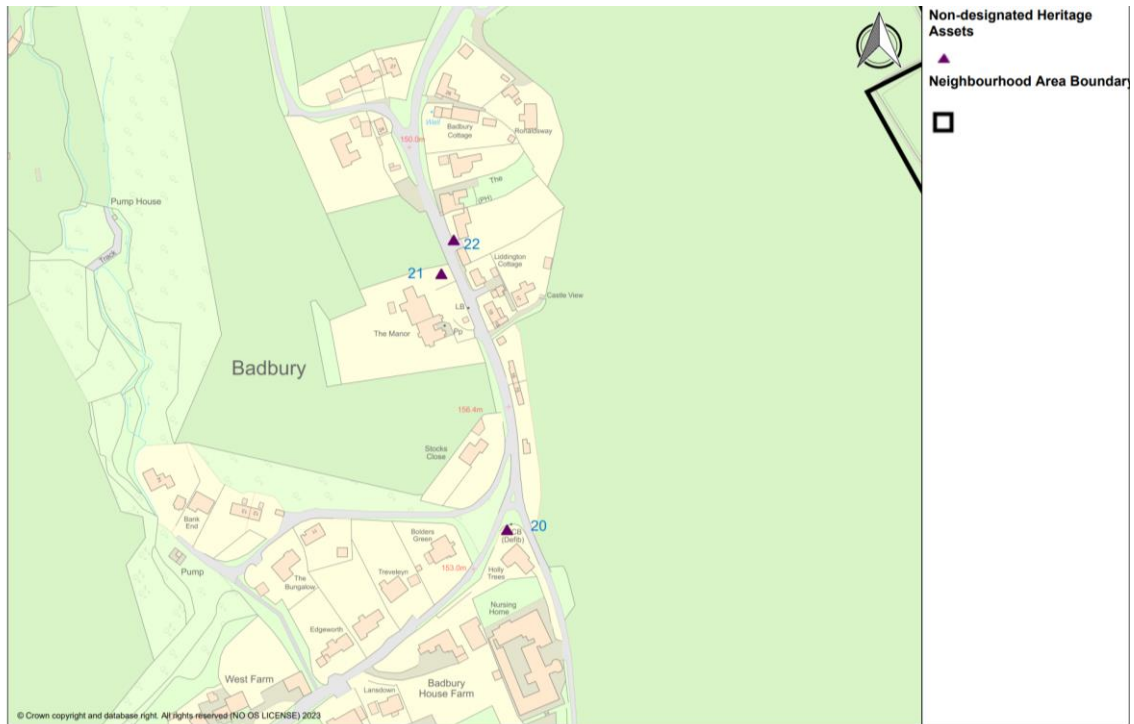 Non-designated Heritage
Assets
Neighbourhood Area Boundary
Badbury
Cottage
Ronaldsway
160.0m
The
(PH)
Pump House
Track
22
21
Liddington
Cottage
Castle View
LB
The Manor
Badbury
156.4m
Stocks
Close
20
(Defib)
Bank
End
Bolders
Green
Holly
Trees
153.0m
Treveleyn
Pump
The
Bungalow
Nursing
Home
Edgeworth
West Farm
Badbury
House Farm
Lansdown
© Crown copyright and database right. All rights reserved (NO OS LICENSE) 2023